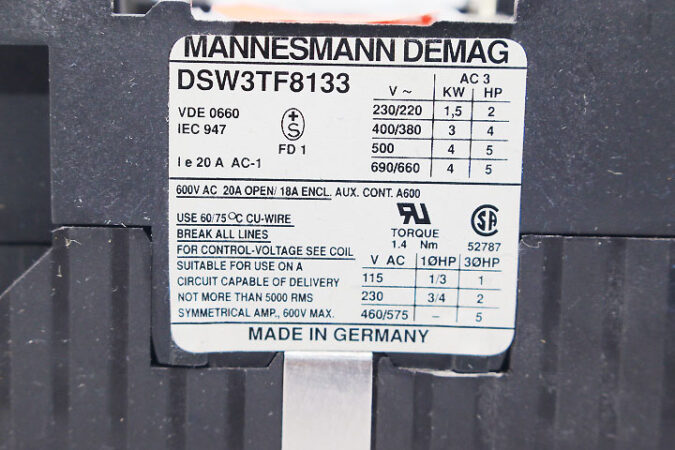 MANNESMANN DEMAG
DSW3TF8133
VDE 0660
IEC 947
S
FD 1
I e 20 A AC-1
AC 3
V ~ KW HP
230/220 1,5 2
400/380 3 4
500 4 5
690/660 4 5
600V AC 20A OPEN/ 18A ENCL. AUX. CONT. A600
USE 60/75 °C CU-WIRE
BREAK ALL LINES
FOR CONTROL-VOLTAGE SEE COIL
SUITABLE FOR USE ON A
CIRCUIT CAPABLE OF DELIVERY
NOT MORE THAN 5000 RMS
SYMMETRICAL AMP., 600V MAX.
UL SA
TORQUE
1.4 Nm 52787
V AC 1ØHP 3ØHP
115 1/3 1
230 3/4 2
460/575 – 5
MADE IN GERMANY